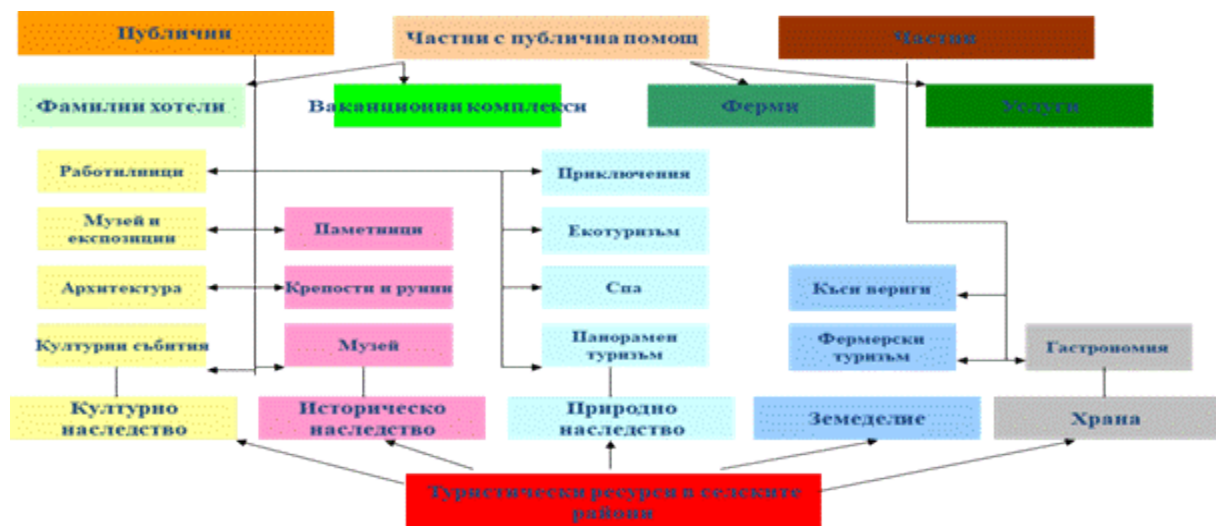 Публични
Частни с публична помощ
Частни
Фамилни хотели
Ваканционни комплекси
Ферми
Услуги
Работилници
Приключения
Музей и
експозиции
Паметници
Екотуризъм
Архитектура
Крепости и руини
Спа
Къси вериги
Културни събития
Музей
Панорамен
туризъм
Фермерски
туризъм
Гастрономия
Културно
наследство
Историческо
наследство
Природно
наследство
Земеделие
Храна
Туристически ресурси в селските
райони